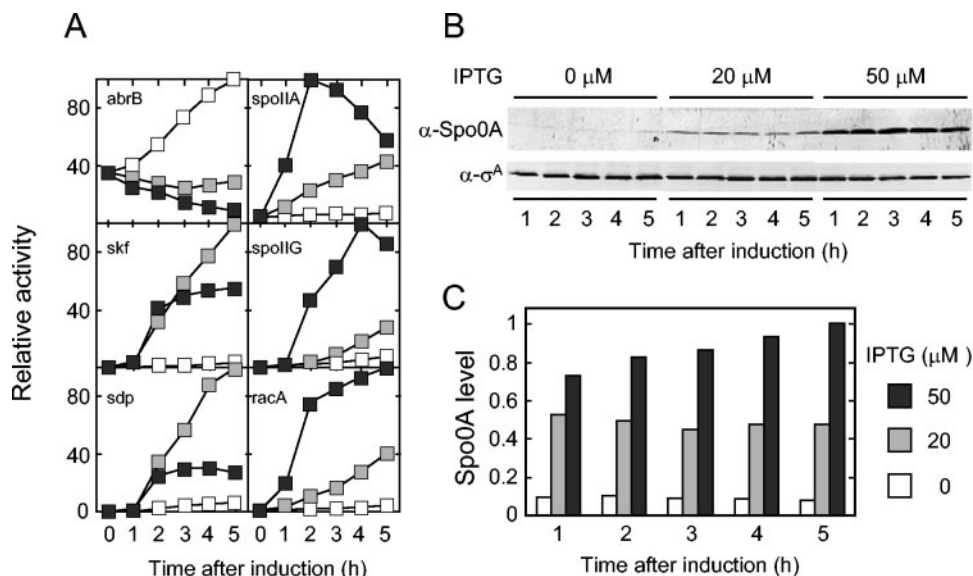 A
abrB
spoIIA
80
40
skf
spoIIG
80
40
0
sdp
racA
80
40
0
0 1 2 3 4 5 0 1 2 3 4 5
Relative activity
Time after induction (h)
B
IPTG 0 μM 20 μM 50 μM
α-Spo0A
α-σA
1 2 3 4 5 1 2 3 4 5 1 2 3 4 5
Time after induction (h)
C
1
0.8
0.6
0.4
0.2
0
Spo0A level
1 2 3 4 5
Time after induction (h)
IPTG (μM )
50
20
0